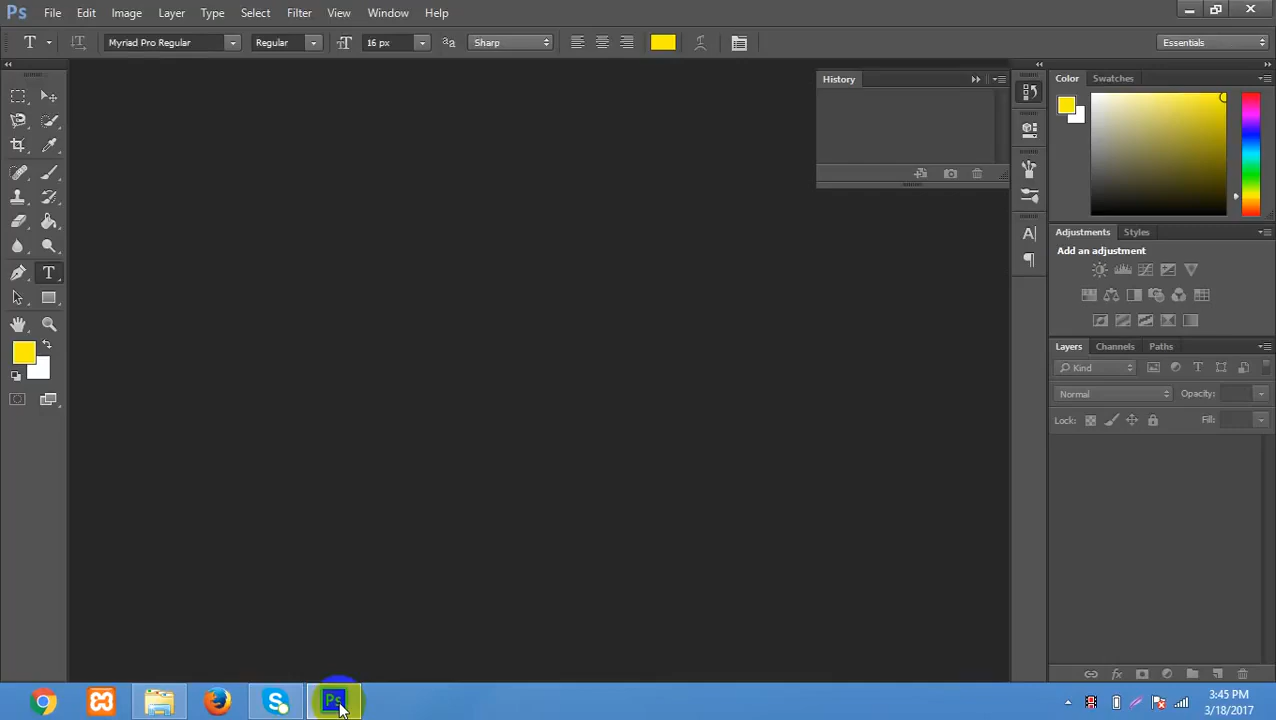 Ps File Edit Image Layer Type Select Filter View Window Help
T Myriad Pro Regular Regular 16 px Sharp Essentials
History
Color Swatches
Adjustments Styles
Add an adjustment
Layers Channels Paths
Kind
Normal Opacity:
Lock: Fill:
Ps
3:45 PM
3/18/2017